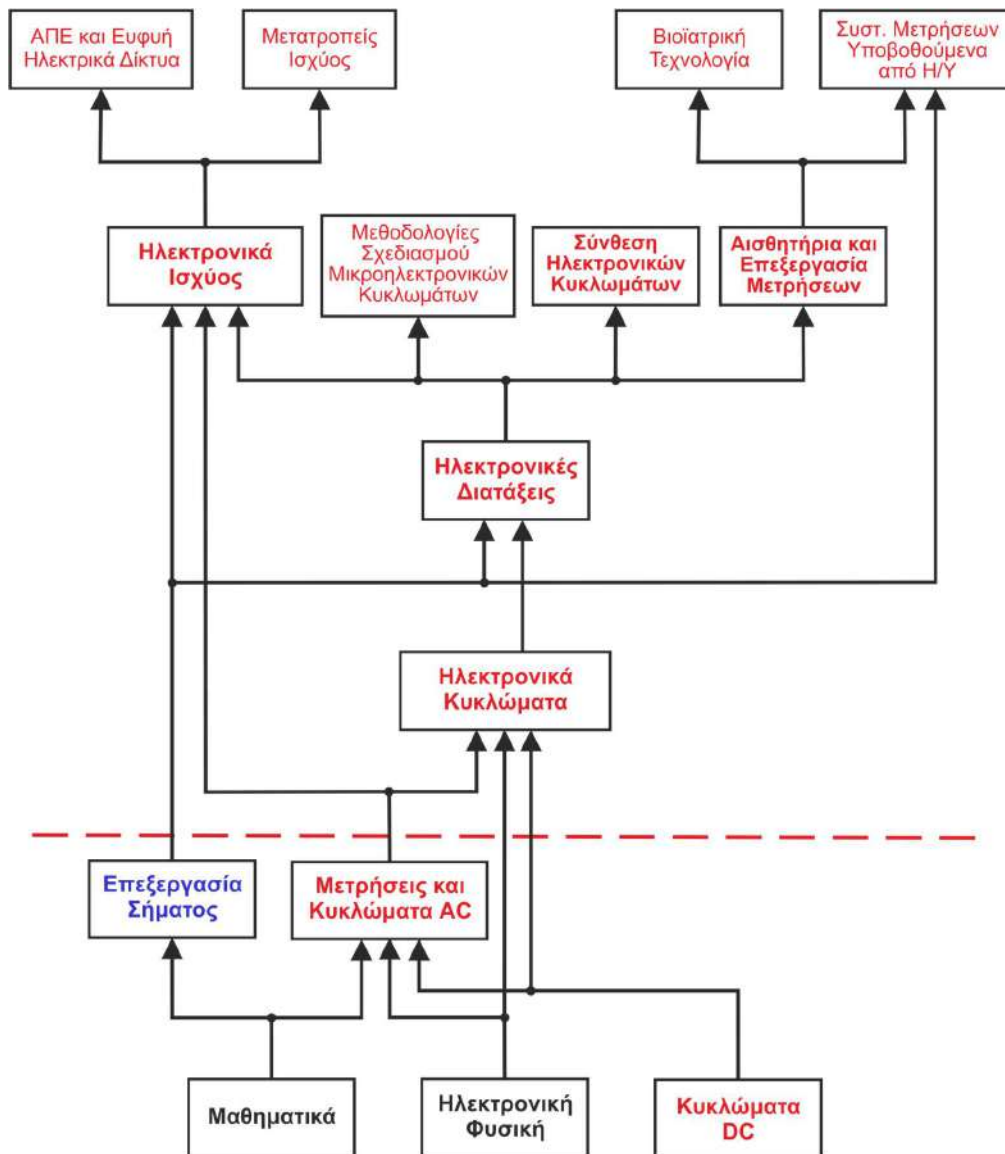 ΑΠΕ και Ευφυή
Ηλεκτρικά Δίκτυα
Μετατροπείς
Ισχύος
Βιοϊατρική
Τεχνολογία
Συστ. Μετρήσεων
Υποβοθούμενα
από Η/Υ
Ηλεκτρονικά
Ισχύος
Μεθοδολογίες
Σχεδιασμού
Μικροηλεκτρονικών
Κυκλωμάτων
Σύνθεση
Ηλεκτρονικών
Κυκλωμάτων
Αισθητήρια και
Επεξεργασία
Μετρήσεων
Ηλεκτρονικές
Διατάξεις
Ηλεκτρονικά
Κυκλώματα
Επεξεργασία
Σήματος
Μετρήσεις και
Κυκλώματα AC
Μαθηματικά
Ηλεκτρονική
Φυσική
Κυκλώματα
DC